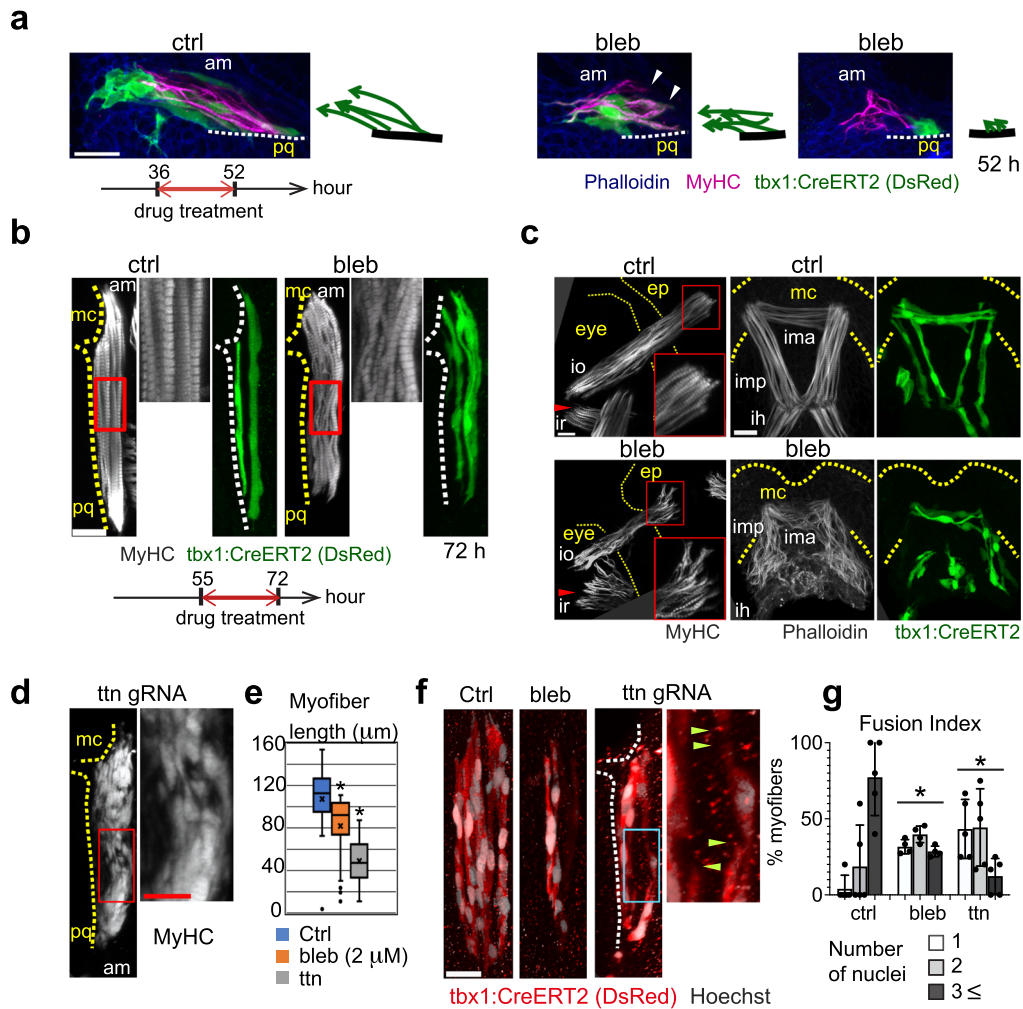 a
ctrl
am
pq
36 52
hour
drug treatment
bleb
am
pq
bleb
am
pq
52 h
Phalloidin MyHC tbx1:CreERT2 (DsRed)
b
ctrl
bleb
am
mc
pq
mc am
pq
MyHC tbx1:CreERT2 (DsRed)
72 h
55 72
hour
drug treatment
c
ctrl
ctrl
ep
eye
io
ir
mc
ima
imp
ih
bleb
bleb
ep
eye
io
ir
mc
imp
ima
ih
MyHC
Phalloidin
tbx1:CreERT2
d
ttn gRNA
mc
pq
am
MyHC
e
Myofiber
length (μm)
160
120
80
40
0
*
*
Ctrl
bleb (2 μM)
ttn
f
Ctrl
bleb
ttn gRNA
tbx1:CreERT2 (DsRed) Hoechst
g
Fusion Index
% myofibers
100
50
0
*
*
ctrl
bleb
ttn
Number
of nuclei
1
2
3 ≤